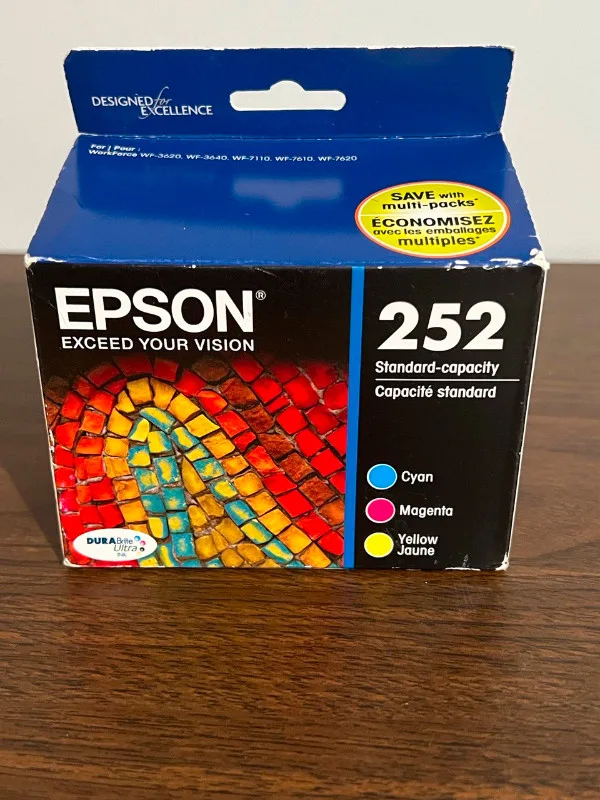 DESIGNED for
EXCELLENCE
For / Pour :
WorkForce WF-3620, WF-3640, WF-7110, WF-7610, WF-7620
SAVE with
multi-packs*
ÉCONOMISEZ
avec les emballages
multiples*
EPSON®
EXCEED YOUR VISION
252
Standard-capacity
Capacité standard
Cyan
Magenta
Yellow
Jaune
DURABrite
Ultra
INK